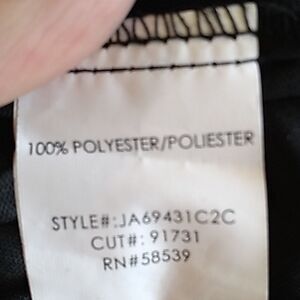 100% POLYESTER/POLIESTER
STYLE#:JA69431C2C
CUT#: 91731
RN#58539